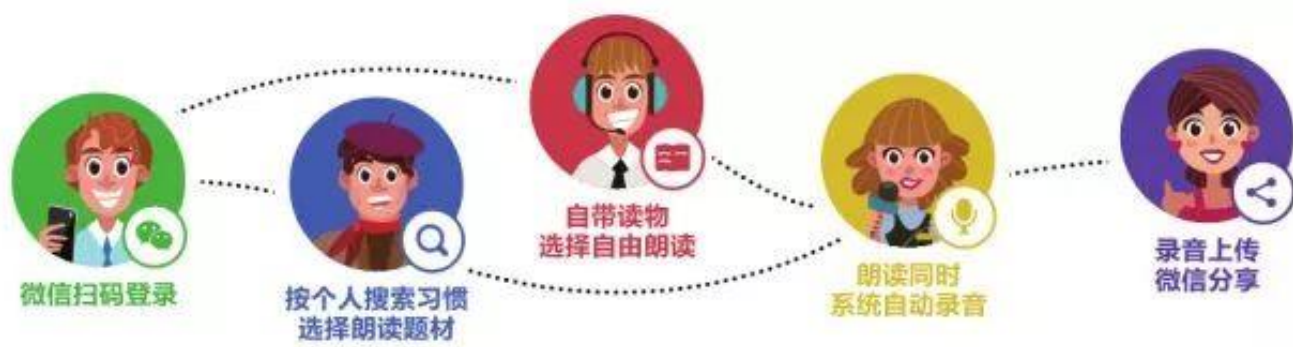 微信扫码登录
按个人搜索习惯
选择朗读题材
自带读物
选择自由朗读
朗读同时
系统自动录音
录音上传
微信分享